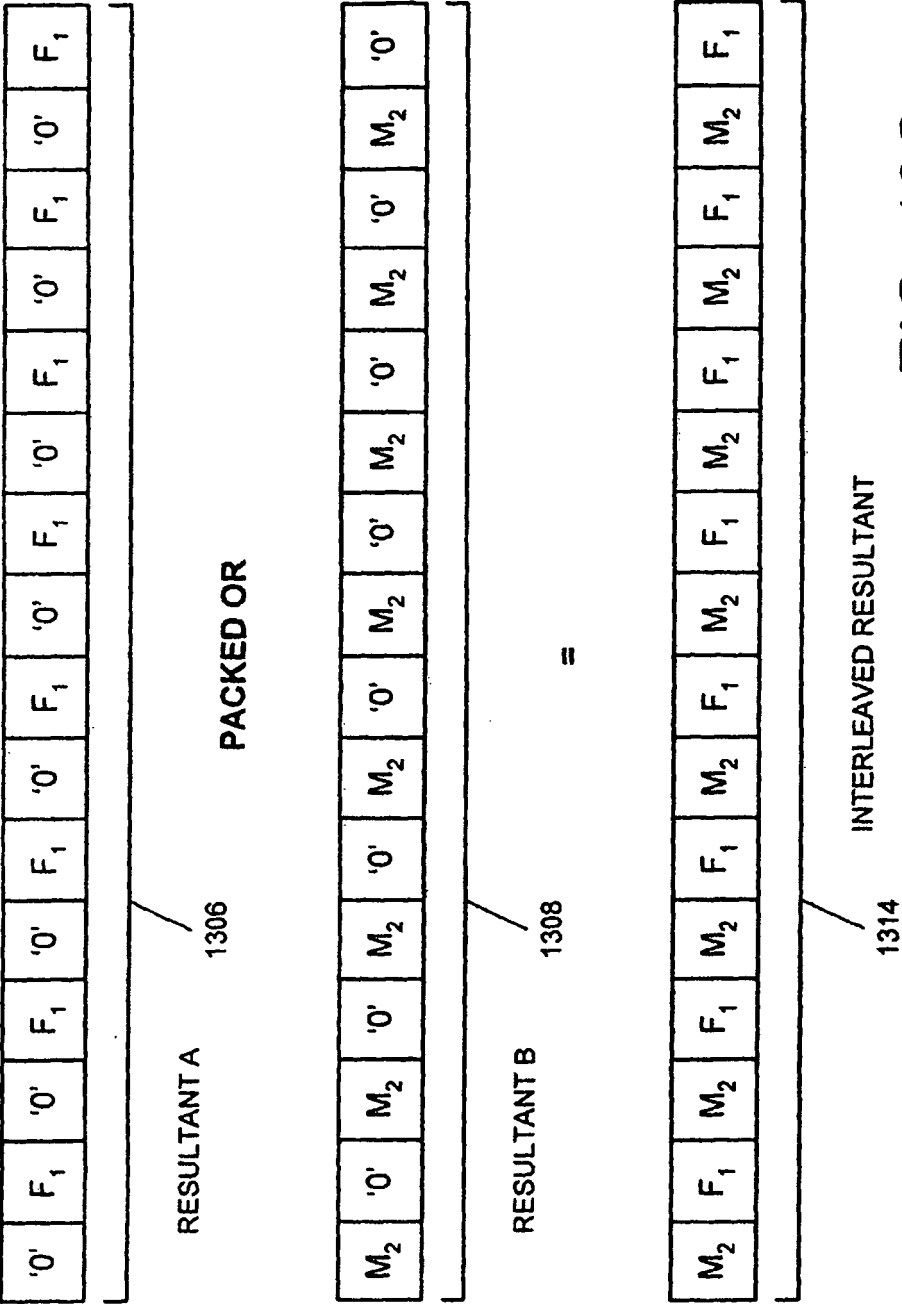 '0' F₁ '0' F₁ '0' F₁ '0' F₁ '0' F₁ '0' F₁ '0' F₁ '0' F₁
RESULTANT A
1306
PACKED OR
M₂ '0' M₂ '0' M₂ '0' M₂ '0' M₂ '0' M₂ '0' M₂ '0' M₂ '0'
RESULTANT B
1308
=
M₂ F₁ M₂ F₁ M₂ F₁ M₂ F₁ M₂ F₁ M₂ F₁ M₂ F₁ M₂ F₁
1314
INTERLEAVED RESULTANT